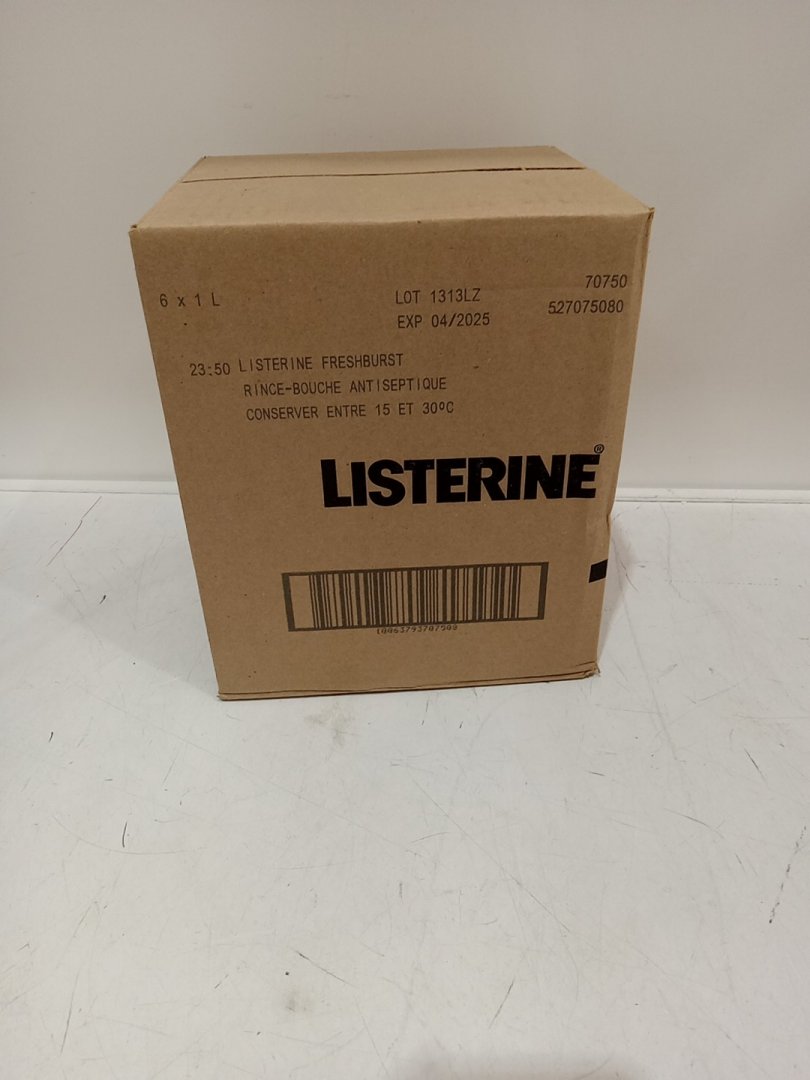 6 x 1 L
LOT 1313LZ
70750
EXP 04/2025
527075080
23:50 LISTERINE FRESHBURST
RINCE-BOUCHE ANTISEPTIQUE
CONSERVER ENTRE 15 ET 30ºC
LISTERINE®